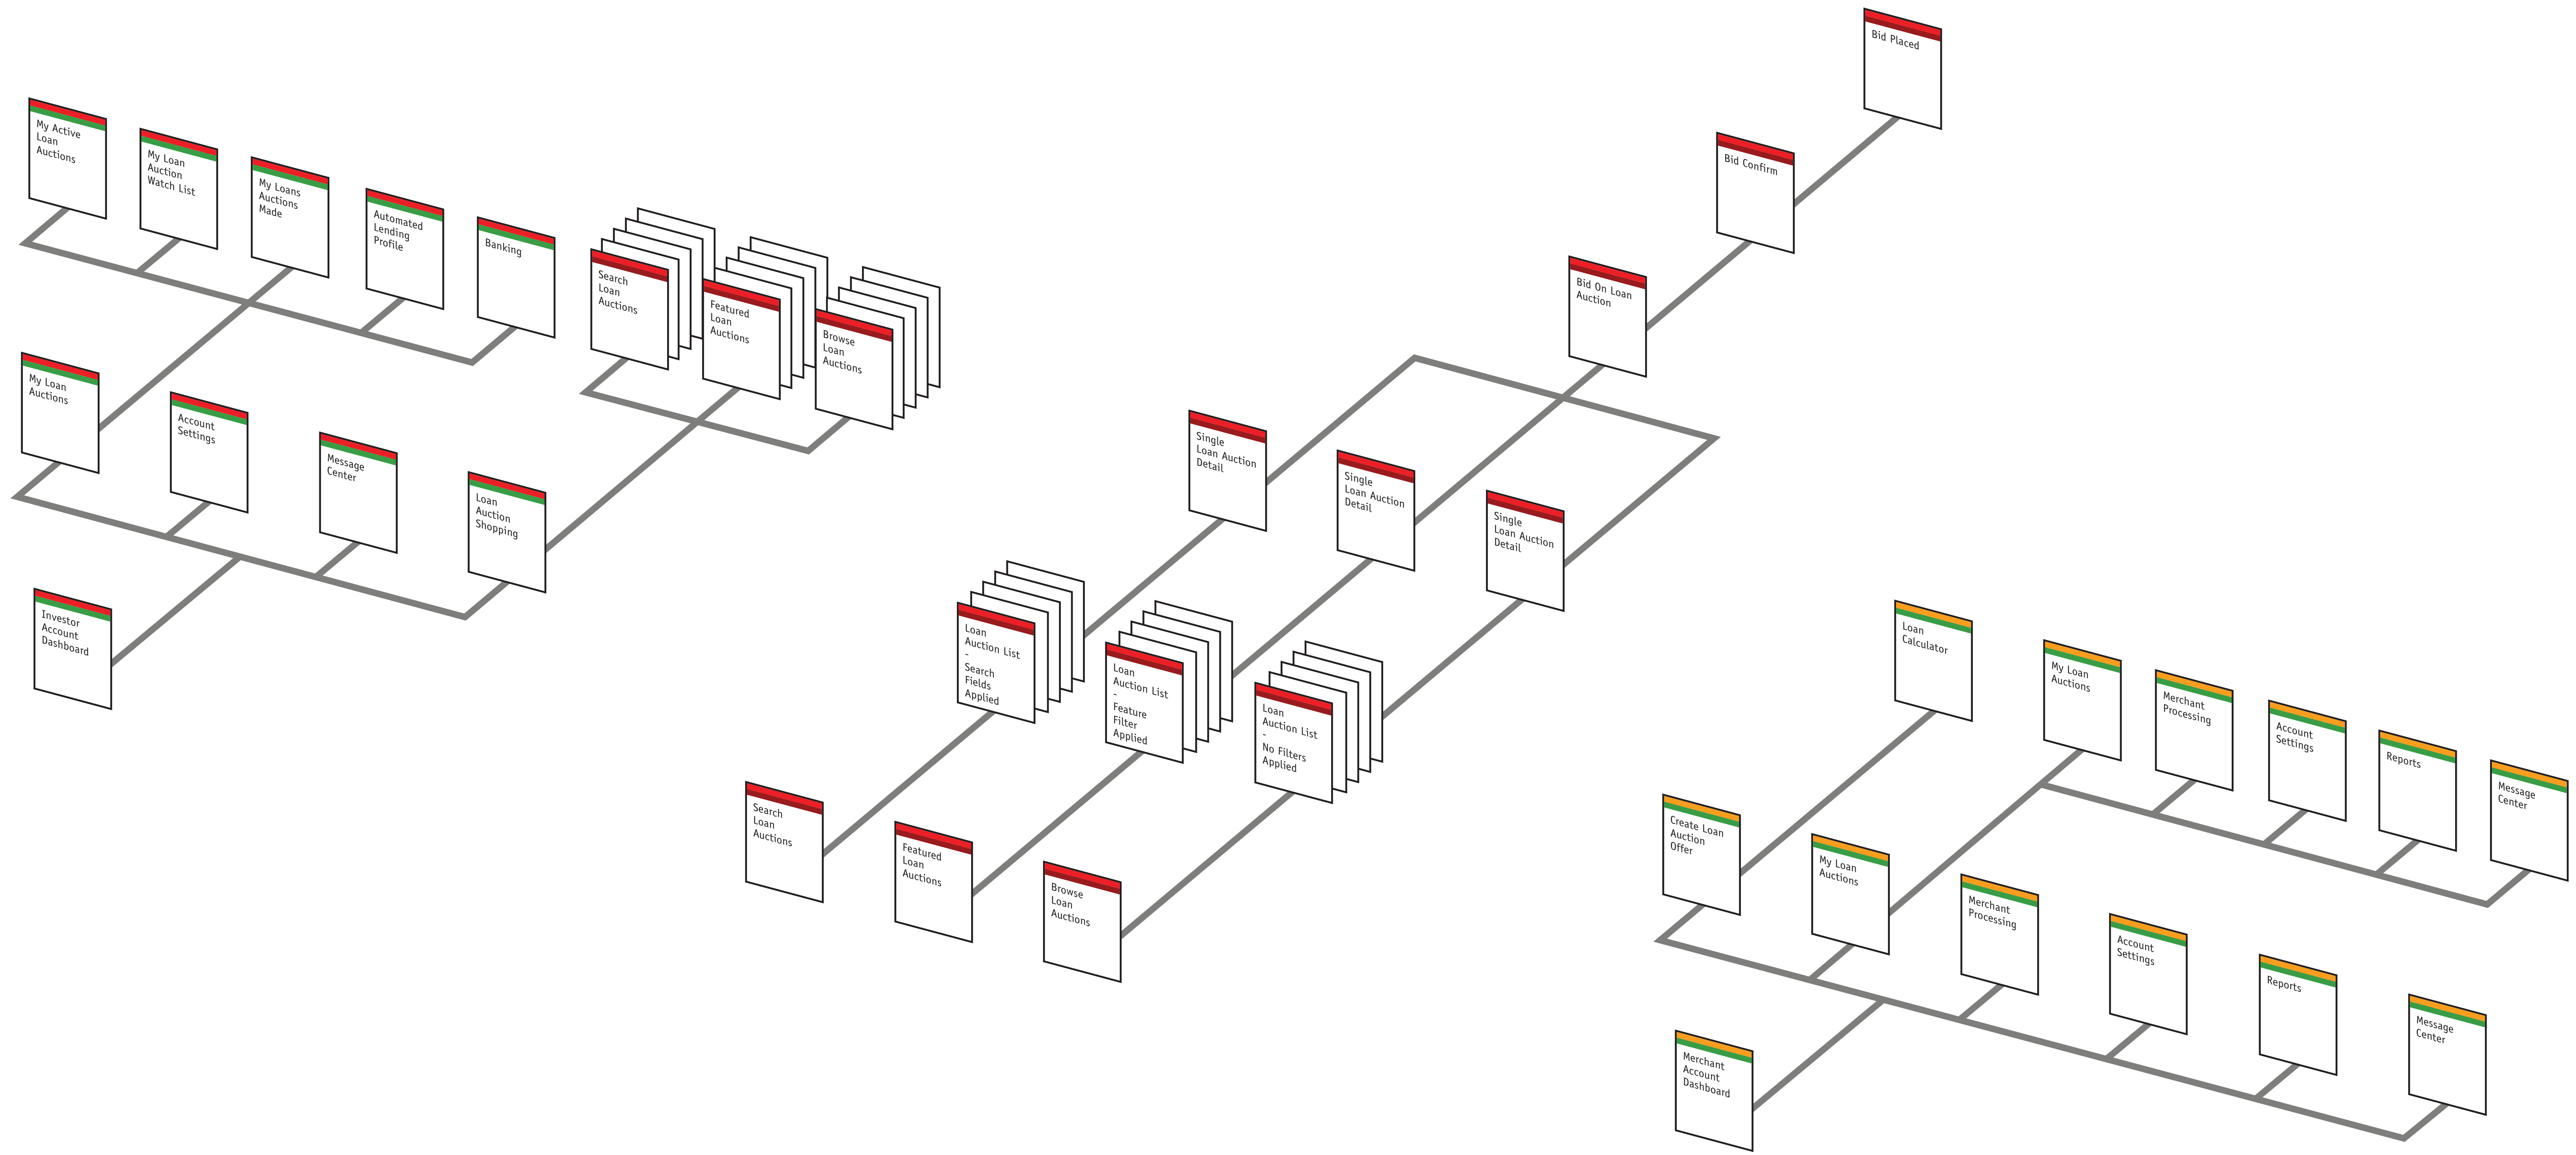 Bid Placed
Bid Confirm
Bid On Loan
Auction
My Active
Loan
Auctions
My Loan
Auction
Watch List
My Loans
Auctions
Made
Automated
Lending
Profile
Banking
Search
Loan
Auctions
Featured
Loan
Auctions
Browse
Loan
Auctions
My Loan
Auctions
Account
Settings
Message
Center
Loan
Auction
Shopping
Investor
Account
Dashboard
Single
Loan Auction
Detail
Single
Loan Auction
Detail
Single
Loan Auction
Detail
Loan
Auction List
-
Search
Fields
Applied
Loan
Auction List
-
Feature
Filter
Applied
Loan
Auction List
-
No Filters
Applied
Search
Loan
Auctions
Featured
Loan
Auctions
Browse
Loan
Auctions
Loan
Calculator
My Loan
Auctions
Merchant
Processing
Account
Settings
Reports
Message
Center
Create Loan
Auction
Offer
My Loan
Auctions
Merchant
Processing
Account
Settings
Reports
Message
Center
Merchant
Account
Dashboard